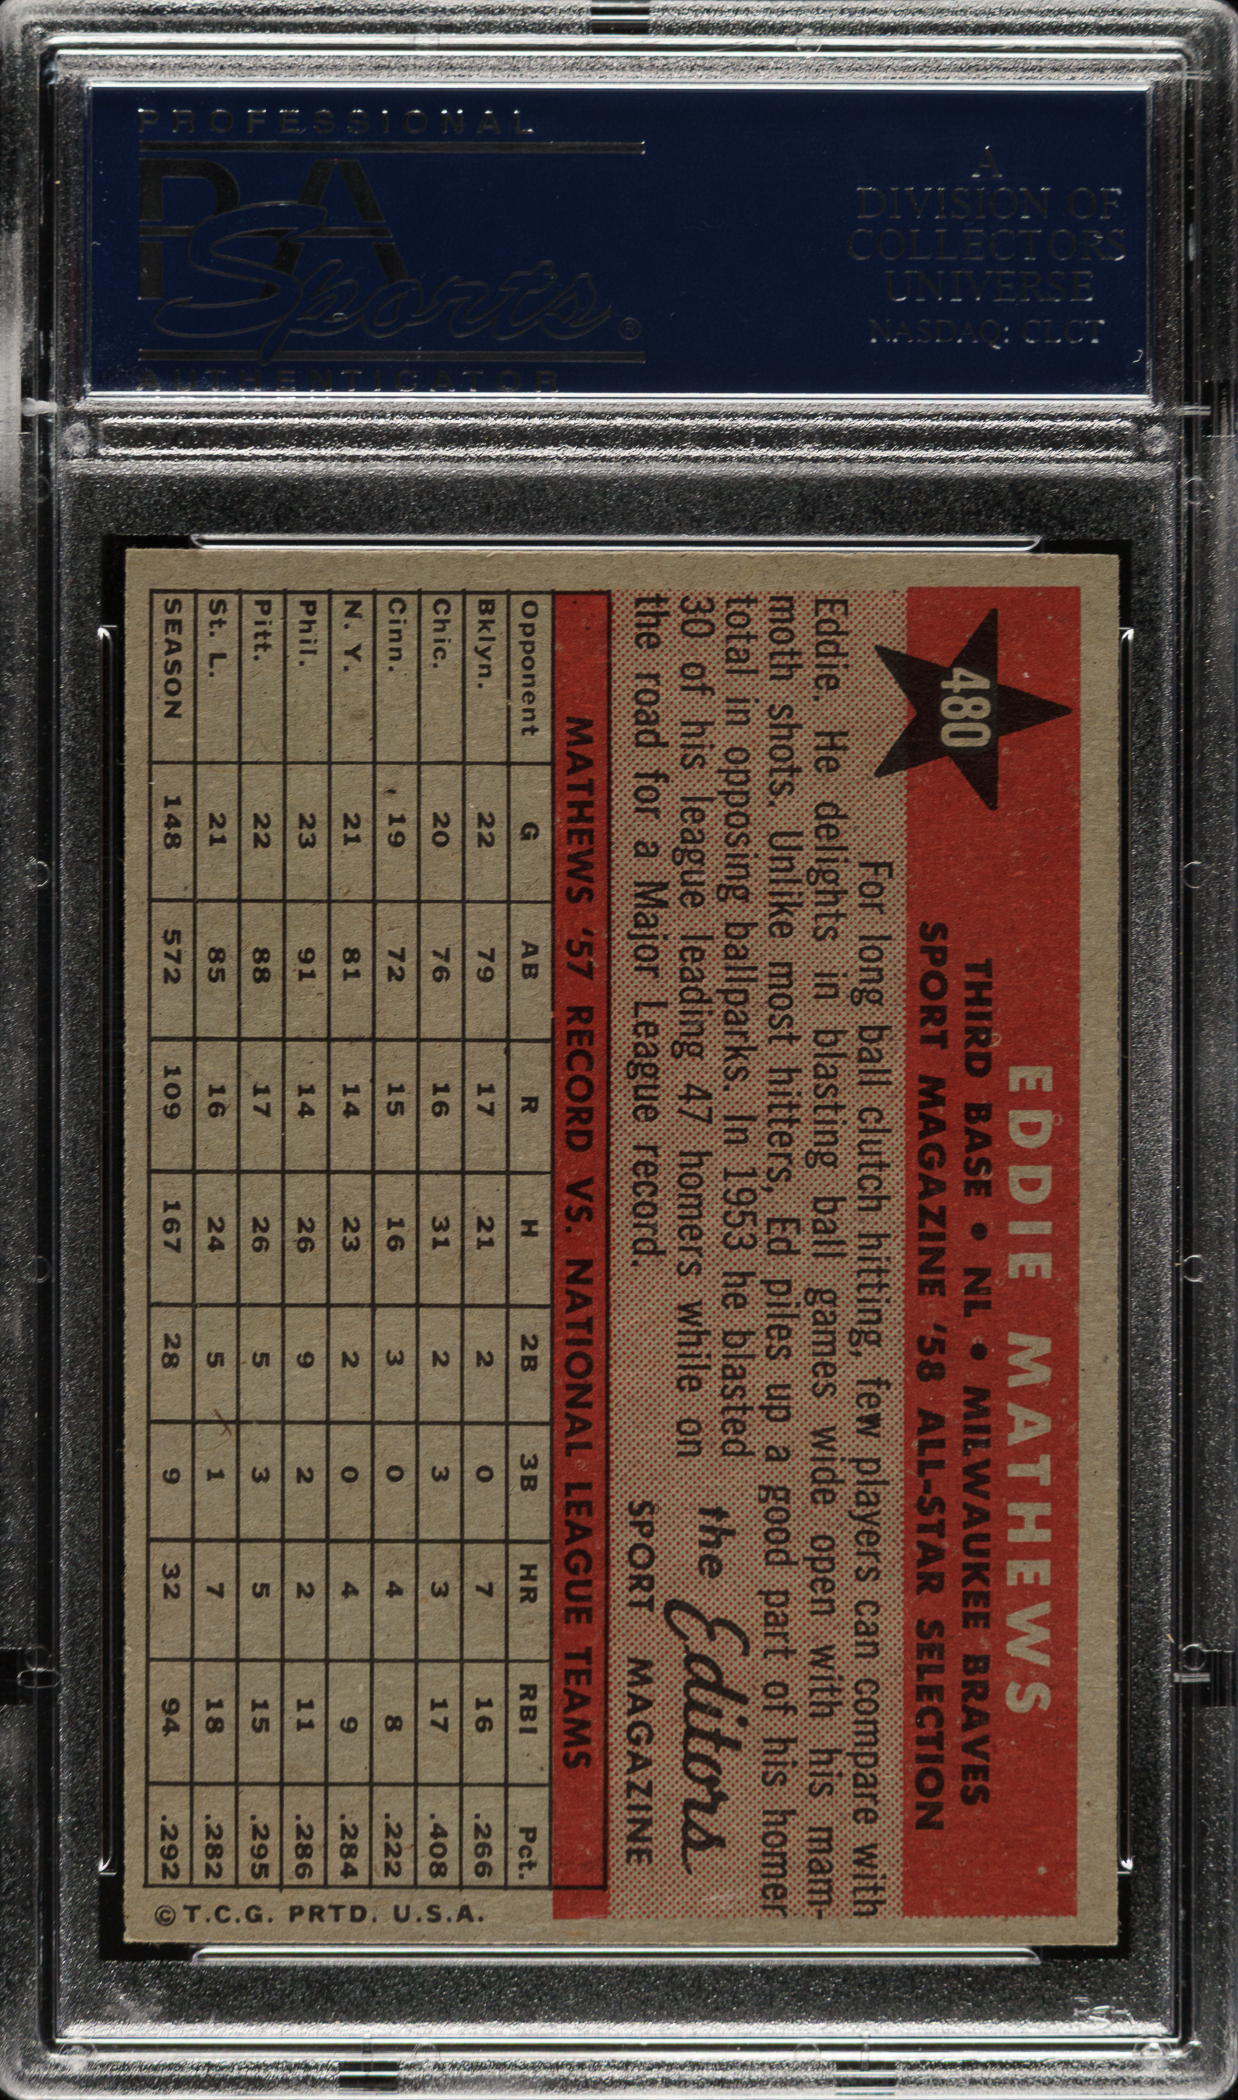 PROFESSIONAL
PSA
Sports®
AUTHENTICATOR
A
DIVISION OF
COLLECTORS
UNIVERSE
NASDAQ: CLCT
480
EDDIE MATHEWS
THIRD BASE • NL • MILWAUKEE BRAVES
SPORT MAGAZINE '58 ALL-STAR SELECTION
For long ball clutch hitting, few players can compare with
Eddie. He delights in blasting ball games wide open with his mam-
moth shots. Unlike most hitters, Ed piles up a good part of his homer
total in opposing ballparks. In 1953 he blasted
30 of his league leading 47 homers while on
the road for a Major League record.
the Editors
SPORT MAGAZINE
MATHEWS '57 RECORD VS. NATIONAL LEAGUE TEAMS
Opponent G AB R H 2B 3B HR RBI Pct.
Bklyn. 22 79 17 21 2 0 7 16 .266
Chic. 20 76 16 31 2 3 3 17 .408
Cinn. 19 72 15 16 3 0 4 8 .222
N. Y. 21 81 14 23 2 0 4 9 .284
Phil. 23 91 14 26 9 2 2 11 .286
Pitt. 22 88 17 26 5 3 5 15 .295
St. L. 21 85 16 24 5 1 7 18 .282
SEASON 148 572 109 167 28 9 32 94 .292
© T.C.G. PRTD. U.S.A.